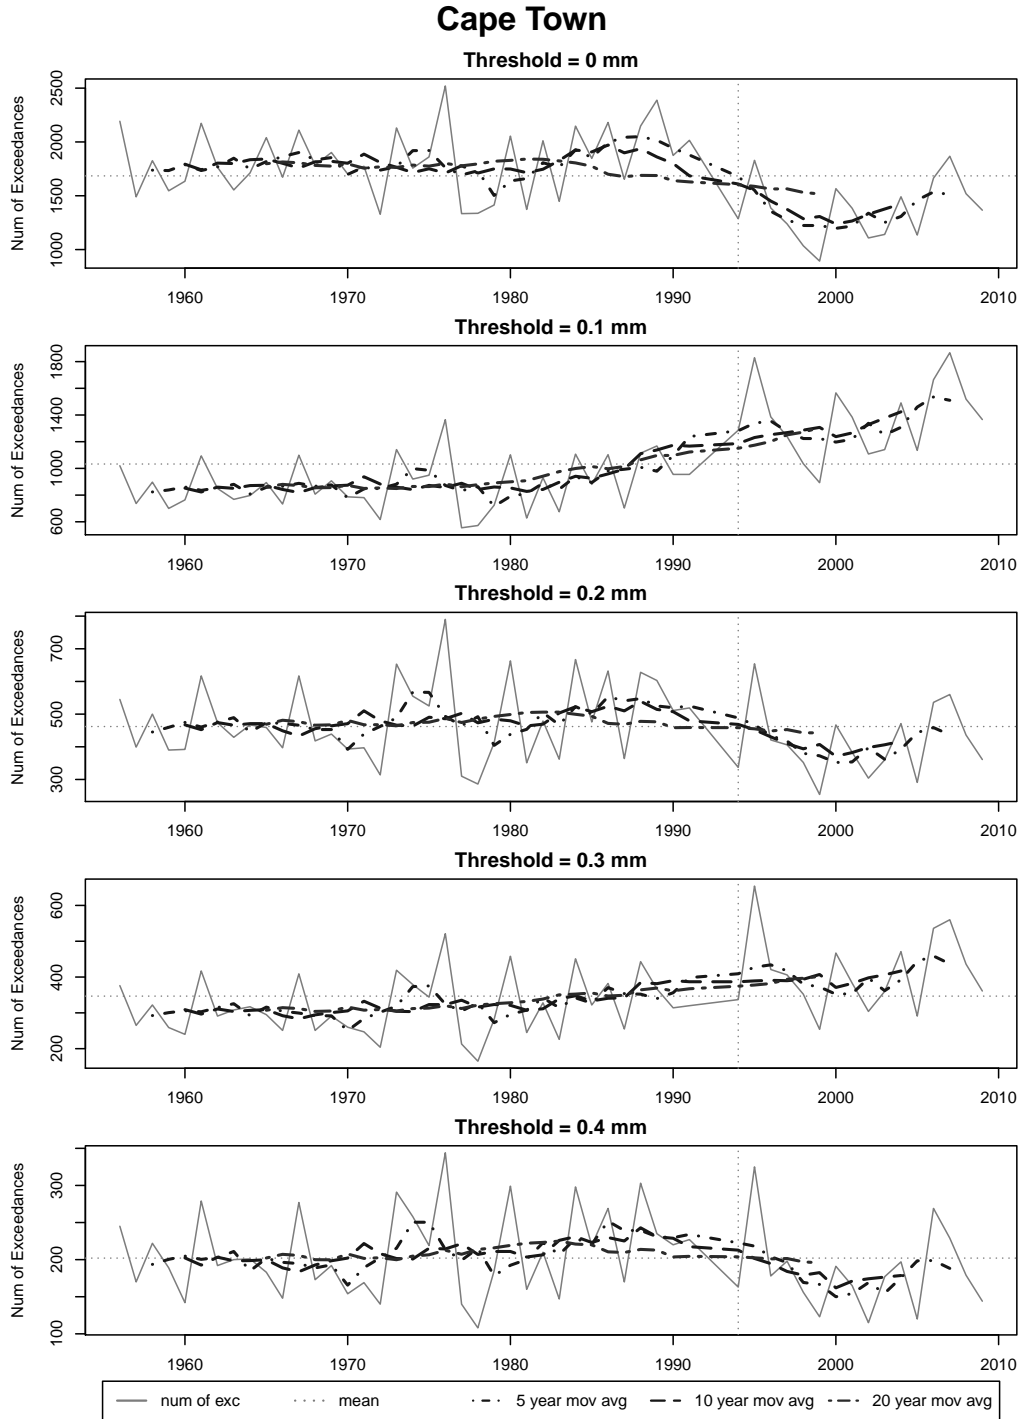 Cape Town
Threshold = 0 mm
Num of Exceedances
2500
2000
1500
1000
1960 1970 1980 1990 2000 2010
Threshold = 0.1 mm
Num of Exceedances
1800
1400
1000
600
1960 1970 1980 1990 2000 2010
Threshold = 0.2 mm
Num of Exceedances
700
500
300
1960 1970 1980 1990 2000 2010
Threshold = 0.3 mm
Num of Exceedances
600
400
200
1960 1970 1980 1990 2000 2010
Threshold = 0.4 mm
Num of Exceedances
300
200
100
1960 1970 1980 1990 2000 2010
num of exc mean 5 year mov avg 10 year mov avg 20 year mov avg